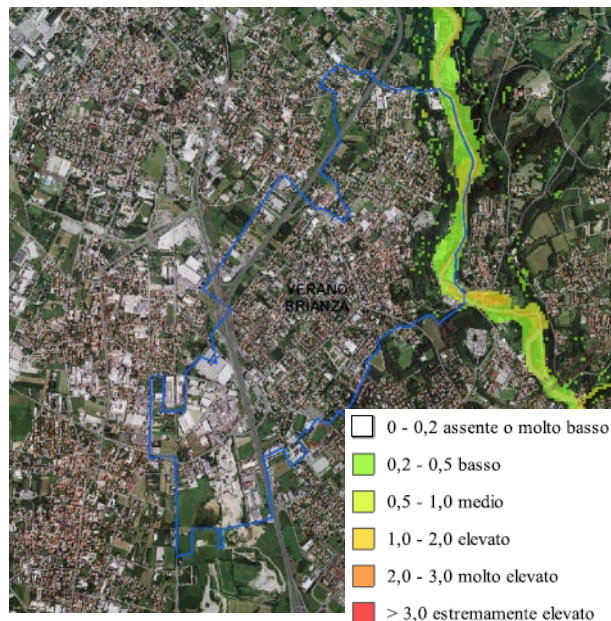 VERANO
BRIANZA
0 - 0,2 assente o molto basso
0,2 - 0,5 basso
0,5 - 1,0 medio
1,0 - 2,0 elevato
2,0 - 3,0 molto elevato
> 3,0 estremamente elevato